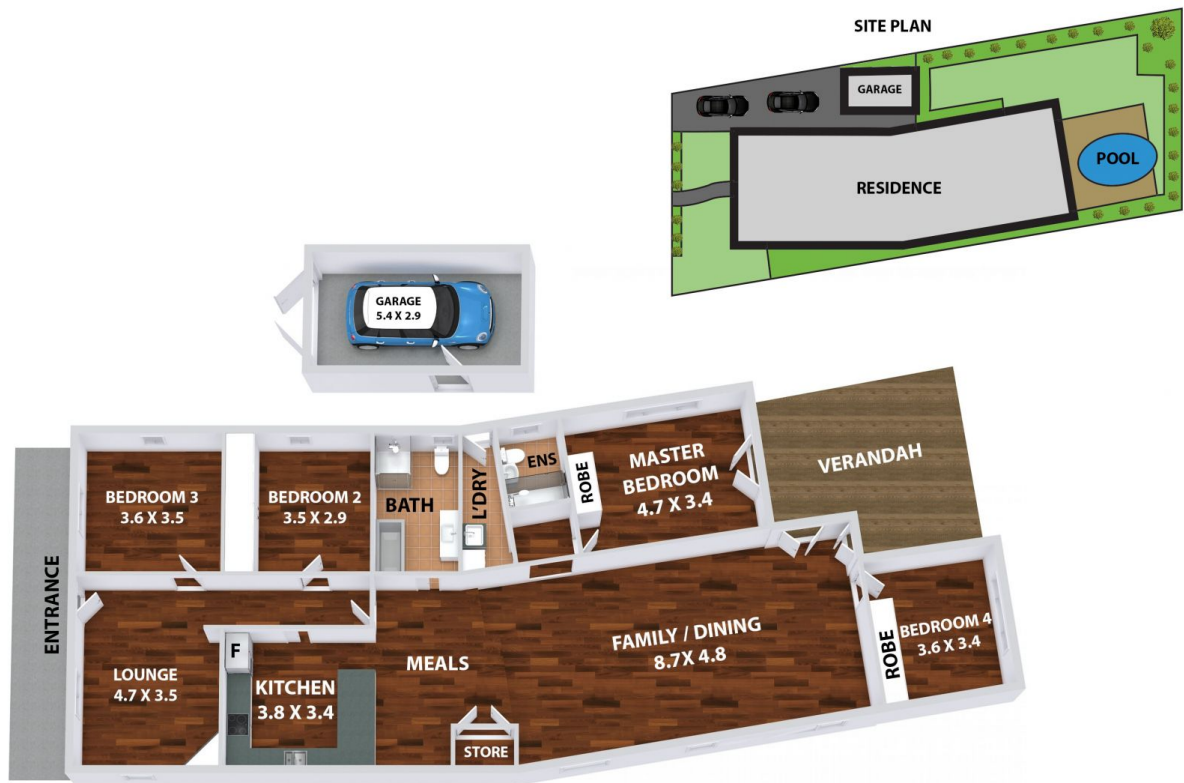 SITE PLAN
GARAGE
RESIDENCE
POOL
GARAGE
5.4 X 2.9
ENTRANCE
BEDROOM 3
3.6 X 3.5
BEDROOM 2
3.5 X 2.9
BATH
L'DRY
ENS
ROBE
MASTER
BEDROOM
4.7 X 3.4
VERANDAH
LOUNGE
4.7 X 3.5
F
KITCHEN
3.8 X 3.4
MEALS
STORE
FAMILY / DINING
8.7X 4.8
ROBE
BEDROOM 4
3.6 X 3.4